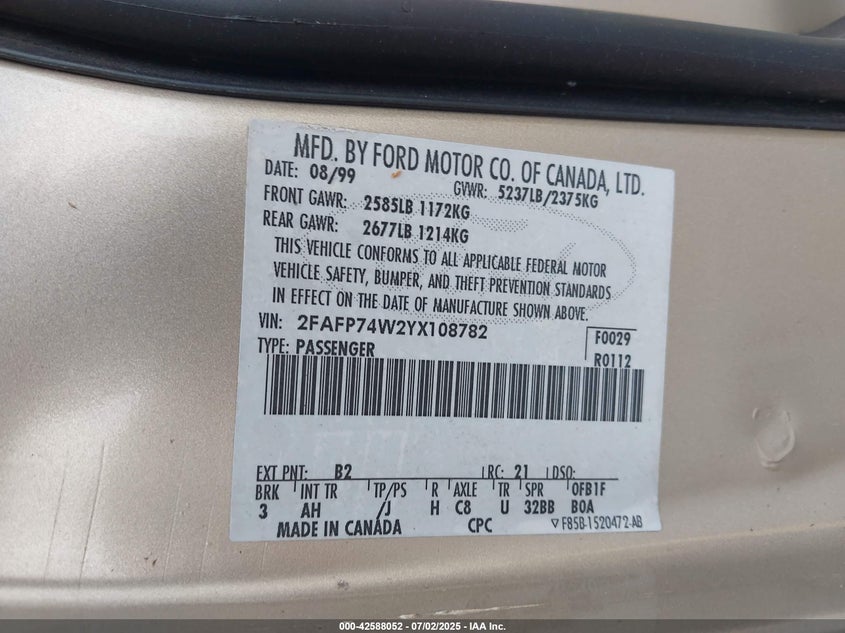 MFD. BY FORD MOTOR CO. OF CANADA, LTD.
DATE: 08/99 GVWR: 5237LB/2375KG
FRONT GAWR: 2585LB 1172KG
REAR GAWR: 2677LB 1214KG
THIS VEHICLE CONFORMS TO ALL APPLICABLE FEDERAL MOTOR
VEHICLE SAFETY, BUMPER, AND THEFT PREVENTION STANDARDS
IN EFFECT ON THE DATE OF MANUFACTURE SHOWN ABOVE.
VIN: 2FAFP74W2YX108782 F0029
TYPE: PASSENGER R0112
EXT PNT: B2 RC: 21 DSO:
BRK INT TR TP/PS R AXLE TR SPR OFB1F
3 AH /J H C8 U 32BB BOA
MADE IN CANADA CPC ▽ F85B-1520472-AB
000-42588052 - 07/02/2025 - IAA Inc.